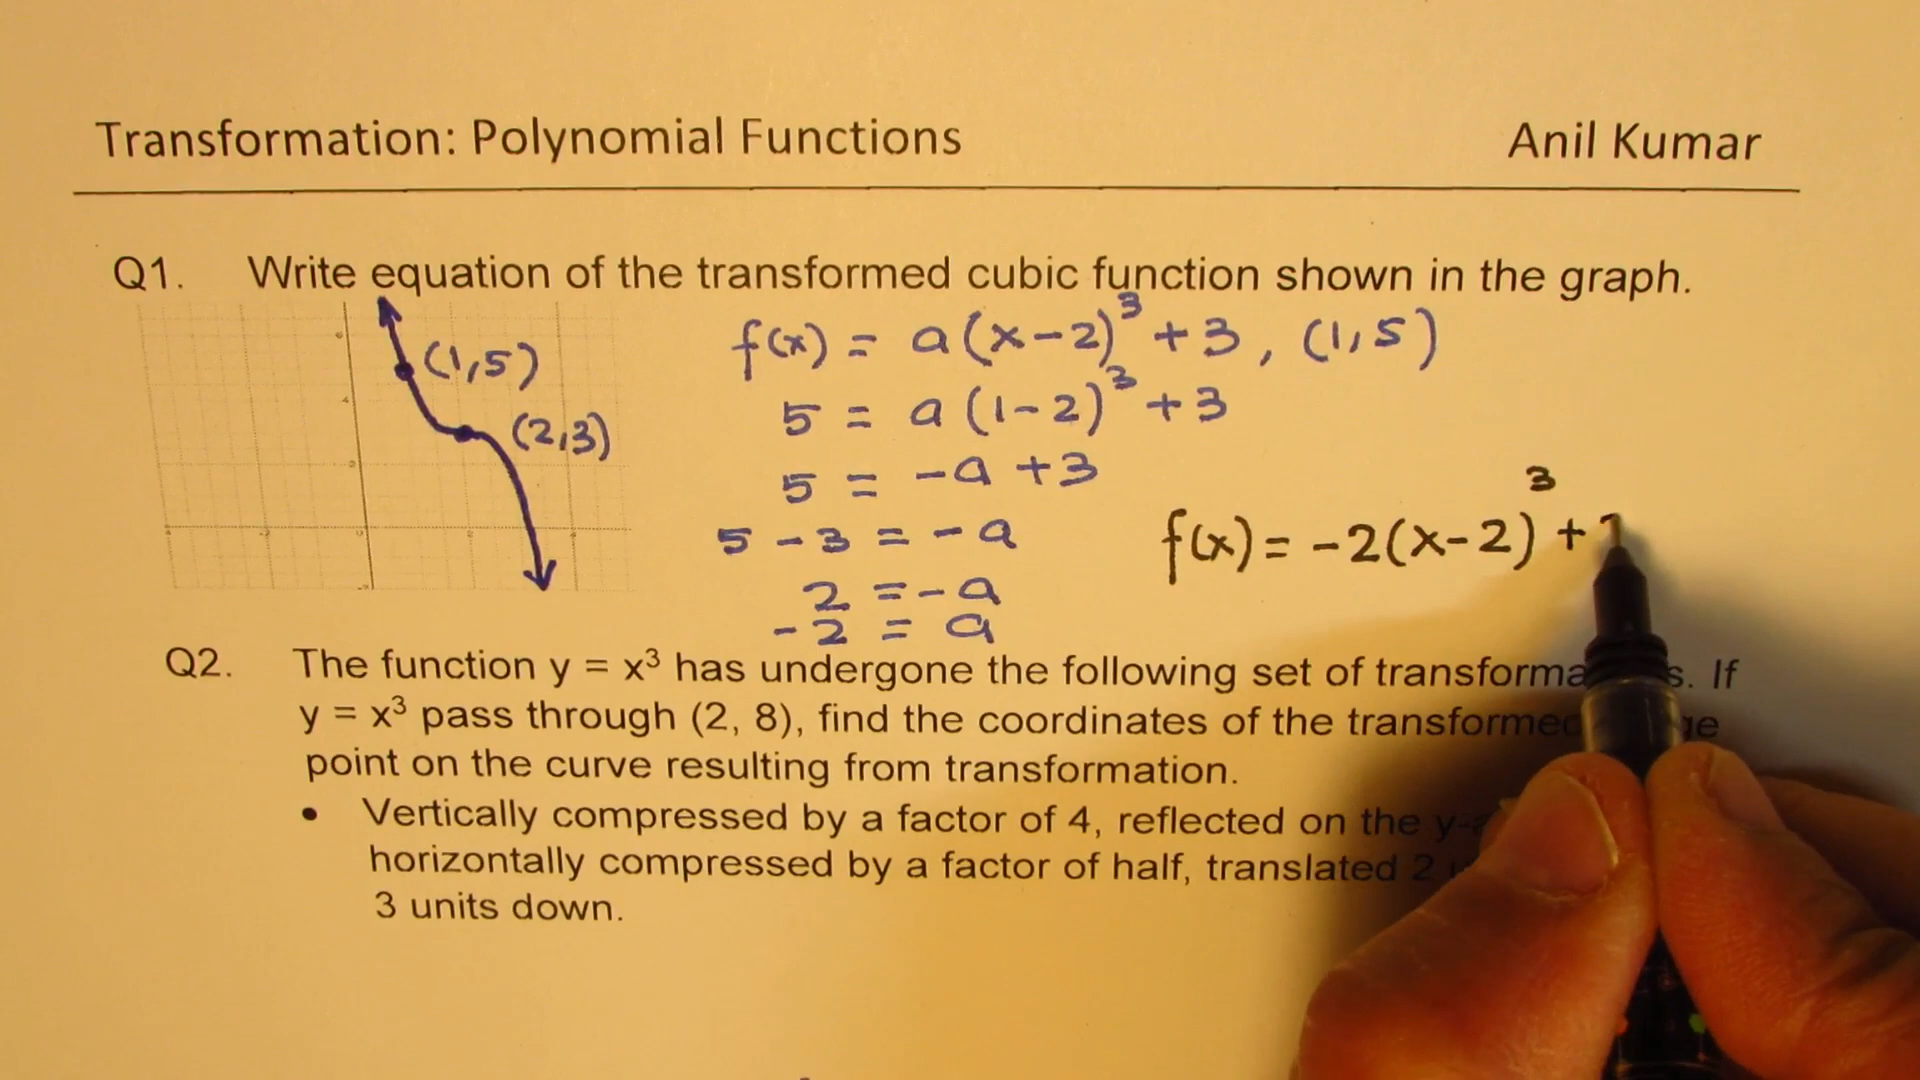 Transformation: Polynomial Functions Anil Kumar
Q1. Write equation of the transformed cubic function shown in the graph.
(1,5)
(2,3)
f(x) = a(x-2)³ + 3, (1,5)
5 = a(1-2)³ + 3
5 = -a + 3
5 - 3 = -a
2 = -a
-2 = a
f(x) = -2(x-2)³ +
Q2. The function y = x³ has undergone the following set of If
y = x³ pass through (2, 8), find the coordinates of the
point on the curve resulting from transformation.
• Vertically compressed by a factor of 4, reflected on the
horizontally compressed by a factor of half, translated 2
3 units down.